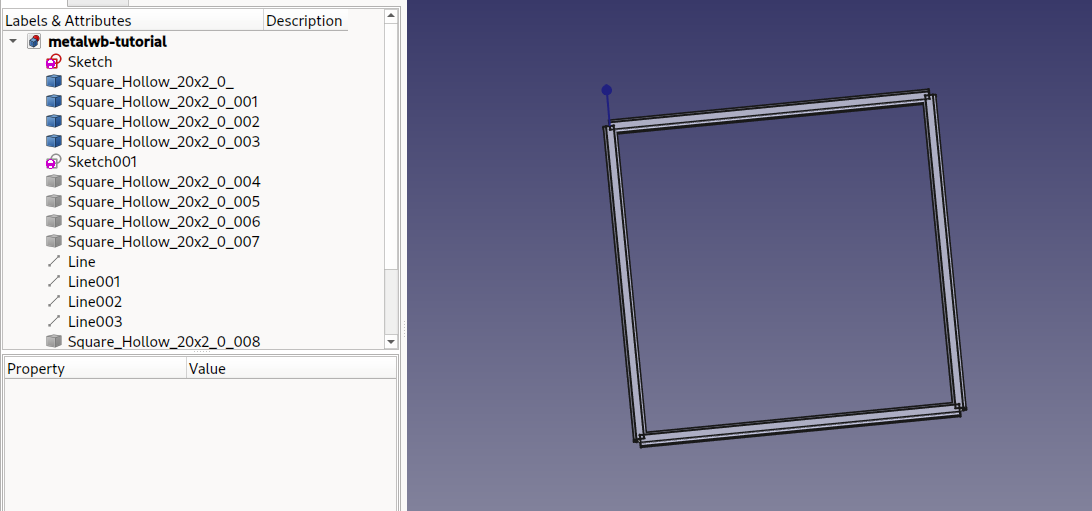 Labels & Attributes Description
metalwb-tutorial
Sketch
Square_Hollow_20x2_0_
Square_Hollow_20x2_0_001
Square_Hollow_20x2_0_002
Square_Hollow_20x2_0_003
Sketch001
Square_Hollow_20x2_0_004
Square_Hollow_20x2_0_005
Square_Hollow_20x2_0_006
Square_Hollow_20x2_0_007
Line
Line001
Line002
Line003
Square_Hollow_20x2_0_008
Property Value